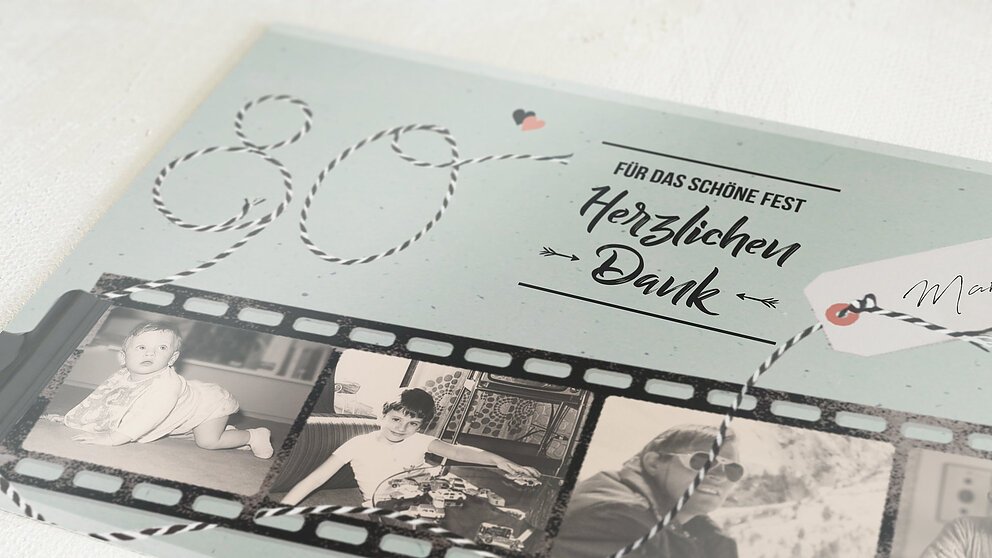 80
FÜR DAS SCHÖNE FEST
Herzlichen
Dank